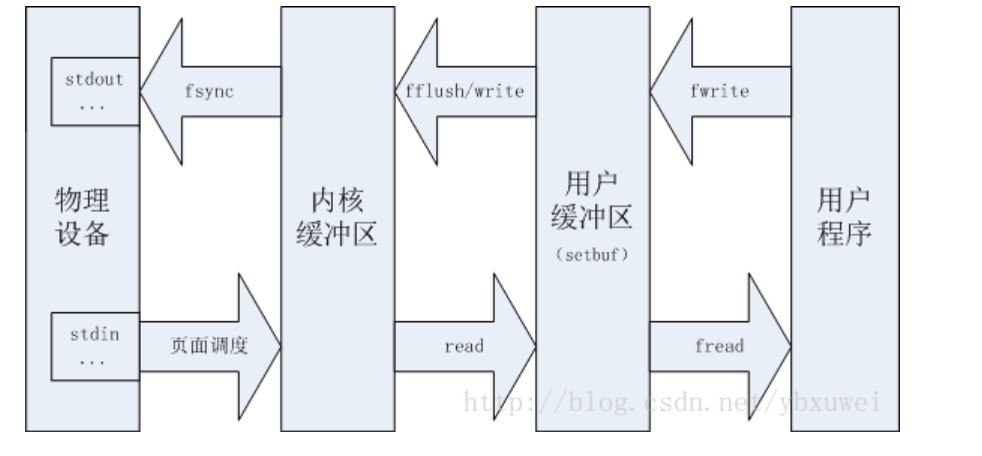 stdout
...
fsync
fflush/write
fwrite
物理
设备
内核
缓冲区
用户
缓冲区
(setbuf)
用户
程序
stdin
...
页面调度
read
fread
http://blog.csdn.net/ybxuwei